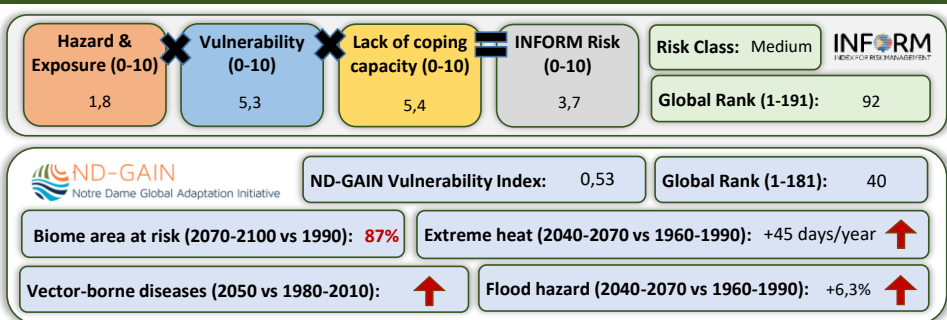 Hazard & Exposure (0-10)
1,8
Vulnerability (0-10)
5,3
Lack of coping capacity (0-10)
5,4
INFORM Risk (0-10)
3,7
Risk Class: Medium
INFORM
INDEX FOR RISK MANAGEMENT
Global Rank (1-191): 92
ND-GAIN
Notre Dame Global Adaptation Initiative
ND-GAIN Vulnerability Index: 0,53
Global Rank (1-181): 40
Biome area at risk (2070-2100 vs 1990): 87%
Extreme heat (2040-2070 vs 1960-1990): +45 days/year
Vector-borne diseases (2050 vs 1980-2010):
Flood hazard (2040-2070 vs 1960-1990): +6,3%